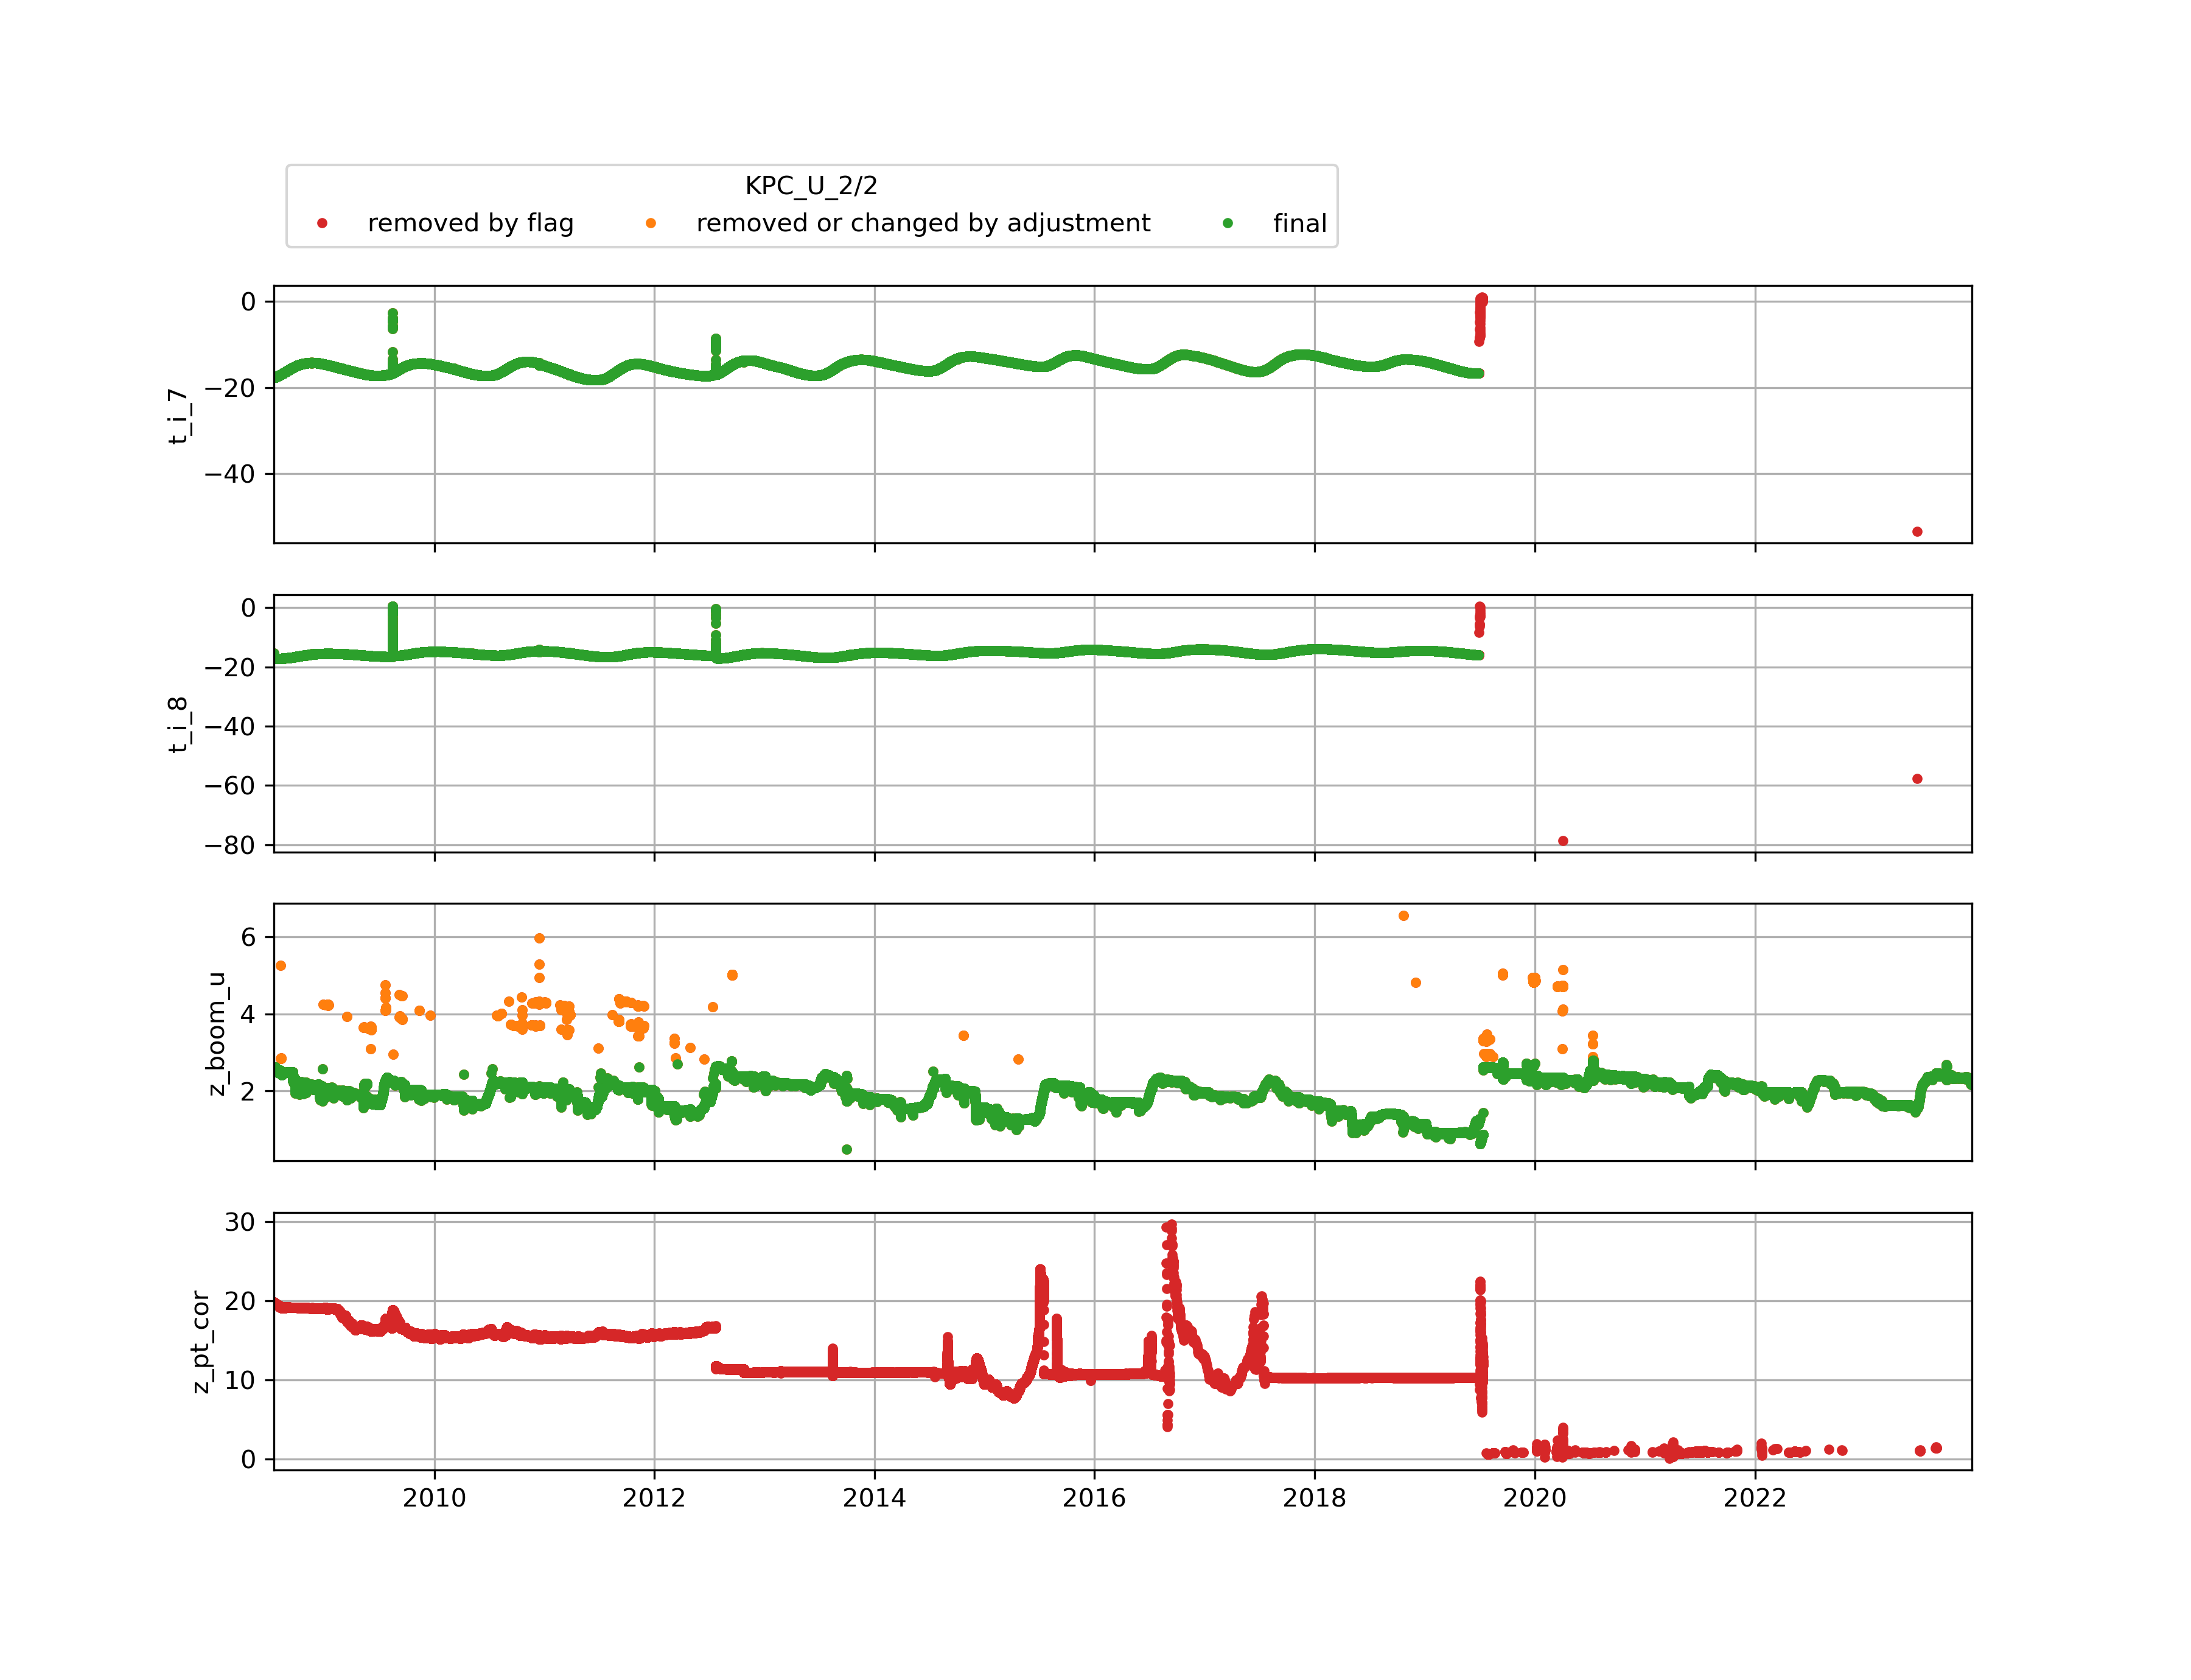 KPC_U_2/2
removed by flag removed or changed by adjustment final
0
−20
−40
t_i_7
0
−20
−40
−60
−80
t_i_8
6
4
2
z_boom_u
30
20
10
0
z_pt_cor
2010 2012 2014 2016 2018 2020 2022